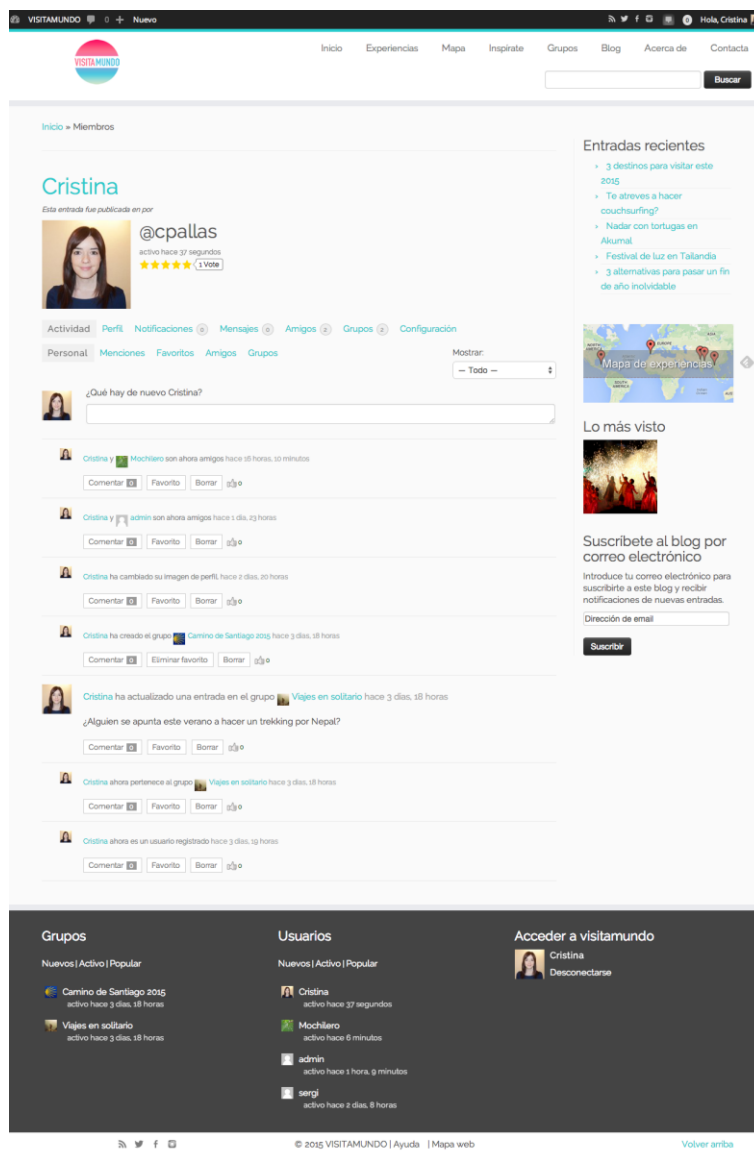 VISITAMUNDO 0 + Nuevo 0 Hola, Cristina
VISITAMUNDO
Inicio Experiencias Mapa Inspirate Grupos Blog Acerca de Contacta
Buscar
Inicio » Miembros
Cristina
Esta entrada fue publicada en por
@cpallas
activo hace 37 segundos
1 Vote
Actividad Perfil Notificaciones 0 Mensajes 0 Amigos 2 Grupos 2 Configuración
Personal Menciones Favoritos Amigos Grupos
Mostrar:
— Todo —
¿Qué hay de nuevo Cristina?
Cristina y Mochilero son ahora amigos hace 16 horas, 10 minutos
Comentar 0 Favorito Borrar 0
Cristina y admin son ahora amigos hace 1 día, 23 horas
Comentar 0 Favorito Borrar 0
Cristina ha cambiado su imagen de perfil, hace 2 días, 20 horas
Comentar 0 Favorito Borrar 0
Cristina ha creado el grupo Camino de Santiago 2015 hace 3 días, 18 horas
Comentar 0 Eliminar favorito Borrar 0
Cristina ha actualizado una entrada en el grupo Viajes en solitario hace 3 días, 18 horas
¿Alguien se apunta este verano a hacer un trekking por Nepal?
Comentar 0 Favorito Borrar 0
Cristina ahora pertenece al grupo Viajes en solitario hace 3 días, 18 horas
Comentar 0 Favorito Borrar 0
Cristina ahora es un usuario registrado hace 3 días, 19 horas
Comentar 0 Favorito Borrar 0
Entradas recientes
› 3 destinos para visitar este
2015
› Te atreves a hacer
couchsurfing?
› Nadar con tortugas en
Akumal
› Festival de luz en Tailandia
› 3 alternativas para pasar un fin
de año inolvidable
Mapa de experiencias
Lo más visto
Suscríbete al blog por
correo electrónico
Introduce tu correo electrónico para
suscribirte a este blog y recibir
notificaciones de nuevas entradas.
Dirección de email
Suscribir
Grupos
Nuevos | Activo | Popular
Camino de Santiago 2015
activo hace 3 días, 18 horas
Viajes en solitario
activo hace 3 días, 18 horas
Usuarios
Nuevos | Activo | Popular
Cristina
activo hace 37 segundos
Mochilero
activo hace 6 minutos
admin
activo hace 1 hora, 9 minutos
sergi
activo hace 2 días, 8 horas
Acceder a visitamundo
Cristina
Desconectarse
© 2015 VISITAMUNDO | Ayuda | Mapa web
Volver arriba